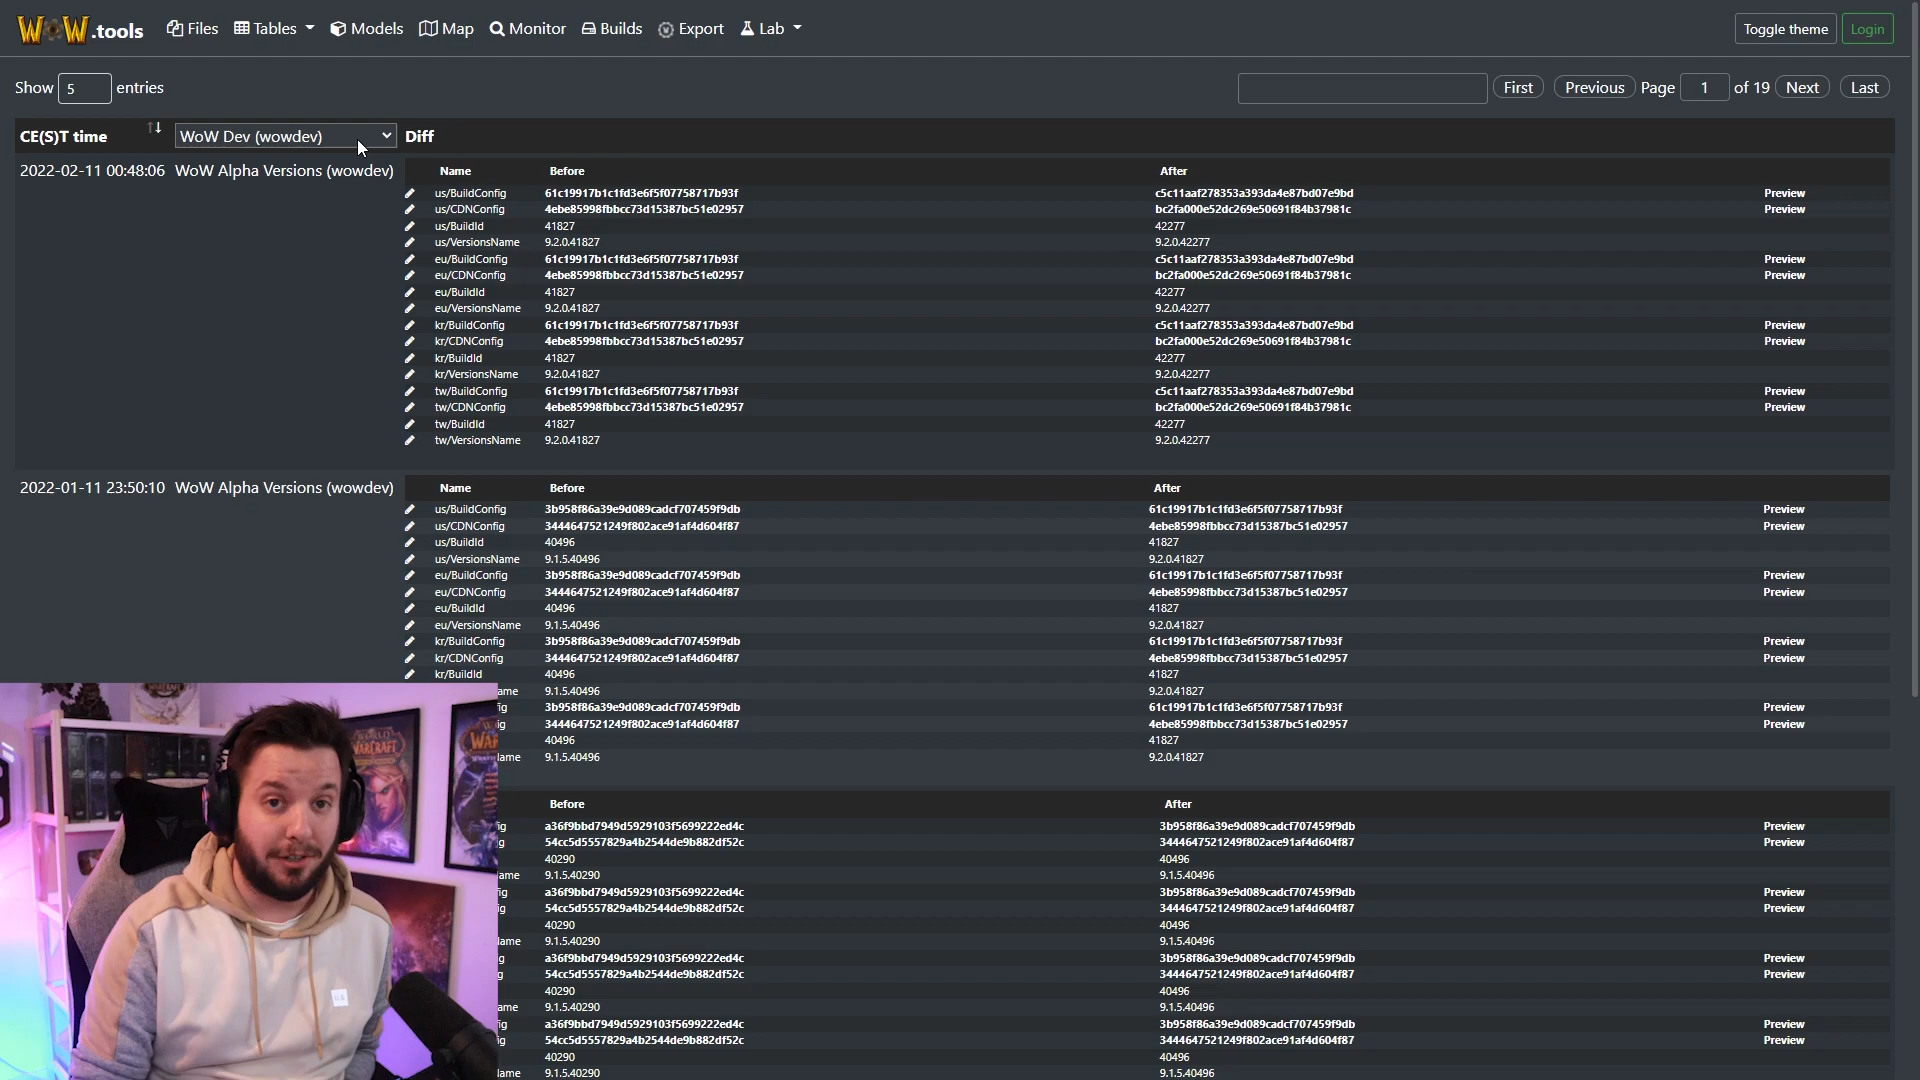 WoW.tools Files Tables Models Map Monitor Builds Export Lab Toggle theme Login
Show 5 entries First Previous Page 1 of 19 Next Last
CE(S)T time WoW Dev (wowdev) Diff
2022-02-11 00:48:06 WoW Alpha Versions (wowdev) Name Before After
us/BuildConfig 61c19917b1c1fd3e6f5f07758717b93f c5c11aaf278353a393da4e87bd07e9bd Preview
us/CDNConfig 4ebe85998fbbcc73d15387bc51e02957 bc2fa000e52dc269e50691f84b37981c Preview
us/BuildId 41827 42277
us/VersionsName 9.2.0.41827 9.2.0.42277
eu/BuildConfig 61c19917b1c1fd3e6f5f07758717b93f c5c11aaf278353a393da4e87bd07e9bd Preview
eu/CDNConfig 4ebe85998fbbcc73d15387bc51e02957 bc2fa000e52dc269e50691f84b37981c Preview
eu/BuildId 41827 42277
eu/VersionsName 9.2.0.41827 9.2.0.42277
kr/BuildConfig 61c19917b1c1fd3e6f5f07758717b93f c5c11aaf278353a393da4e87bd07e9bd Preview
kr/CDNConfig 4ebe85998fbbcc73d15387bc51e02957 bc2fa000e52dc269e50691f84b37981c Preview
kr/BuildId 41827 42277
kr/VersionsName 9.2.0.41827 9.2.0.42277
tw/BuildConfig 61c19917b1c1fd3e6f5f07758717b93f c5c11aaf278353a393da4e87bd07e9bd Preview
tw/CDNConfig 4ebe85998fbbcc73d15387bc51e02957 bc2fa000e52dc269e50691f84b37981c Preview
tw/BuildId 41827 42277
tw/VersionsName 9.2.0.41827 9.2.0.42277
2022-01-11 23:50:10 WoW Alpha Versions (wowdev) Name Before After
us/BuildConfig 3b958f86a39e9d089cadcf707459f9db 61c19917b1c1fd3e6f5f07758717b93f Preview
us/CDNConfig 3444647521249f802ace91af4d604f87 4ebe85998fbbcc73d15387bc51e02957 Preview
us/BuildId 40496 41827
us/VersionsName 9.1.5.40496 9.2.0.41827
eu/BuildConfig 3b958f86a39e9d089cadcf707459f9db 61c19917b1c1fd3e6f5f07758717b93f Preview
eu/CDNConfig 3444647521249f802ace91af4d604f87 4ebe85998fbbcc73d15387bc51e02957 Preview
eu/BuildId 40496 41827
eu/VersionsName 9.1.5.40496 9.2.0.41827
kr/BuildConfig 3b958f86a39e9d089cadcf707459f9db 61c19917b1c1fd3e6f5f07758717b93f Preview
kr/CDNConfig 3444647521249f802ace91af4d604f87 4ebe85998fbbcc73d15387bc51e02957 Preview
kr/BuildId 40496 41827
ame 9.1.5.40496 9.2.0.41827
ig 3b958f86a39e9d089cadcf707459f9db 61c19917b1c1fd3e6f5f07758717b93f Preview
ig 3444647521249f802ace91af4d604f87 4ebe85998fbbcc73d15387bc51e02957 Preview
40496 41827
lame 9.1.5.40496 9.2.0.41827
Before After
ig a36f9bbd7949d5929103f5699222ed4c 3b958f86a39e9d089cadcf707459f9db Preview
g 54cc5d5557829a4b2544de9b882df52c 3444647521249f802ace91af4d604f87 Preview
40290 40496
ame 9.1.5.40290 9.1.5.40496
ig a36f9bbd7949d5929103f5699222ed4c 3b958f86a39e9d089cadcf707459f9db Preview
ig 54cc5d5557829a4b2544de9b882df52c 3444647521249f802ace91af4d604f87 Preview
40290 40496
lame 9.1.5.40290 9.1.5.40496
g a36f9bbd7949d5929103f5699222ed4c 3b958f86a39e9d089cadcf707459f9db Preview
g 54cc5d5557829a4b2544de9b882df52c 3444647521249f802ace91af4d604f87 Preview
40290 40496
ame 9.1.5.40290 9.1.5.40496
ig a36f9bbd7949d5929103f5699222ed4c 3b958f86a39e9d089cadcf707459f9db Preview
ig 54cc5d5557829a4b2544de9b882df52c 3444647521249f802ace91af4d604f87 Preview
40290 40496
lame 9.1.5.40290 9.1.5.40496
WARCRAFT
WAR